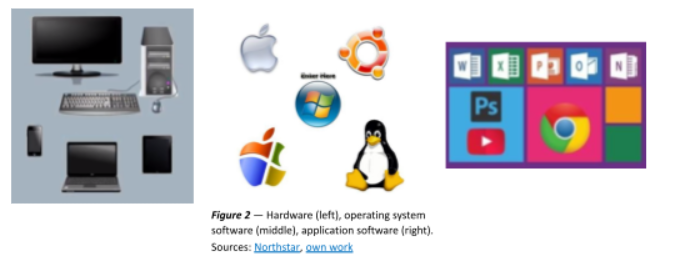 Enter Here
W
X
P
O
N
Ps
Figure 2 — Hardware (left), operating system
software (middle), application software (right).
Sources: Northstar, own work